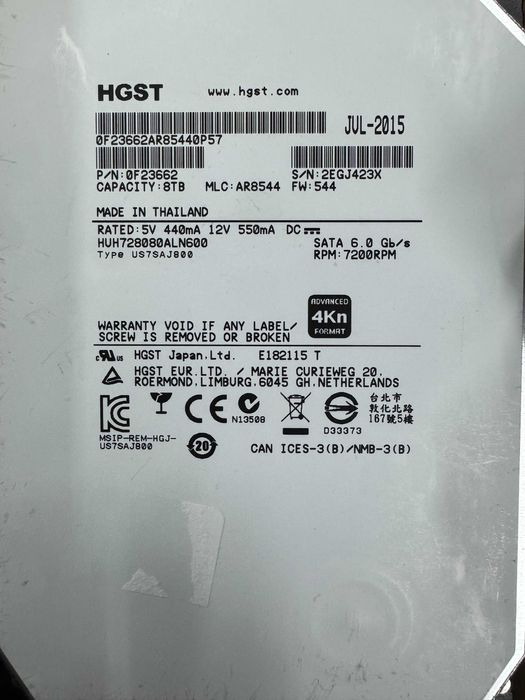 HGST www.hgst.com
JUL-2015
0F23662AR85440P57
P/N:0F23662 S/N:2EGJ423X
CAPACITY:8TB MLC:AR8544 FW:544
MADE IN THAILAND
RATED:5V 440mA 12V 550mA DC
HUH728080ALN600 SATA 6.0 Gb/s
Type US7SAJ800 RPM:7200RPM
ADVANCED
4Kn
FORMAT
WARRANTY VOID IF ANY LABEL/
SCREW IS REMOVED OR BROKEN
c RU us HGST Japan,Ltd. E182115 T
HGST EUR.LTD. / MARIE CURIEWEG 20,
ROERMOND,LIMBURG,6045 GH,NETHERLANDS
CE
N13508
D33373
台北市
敦化北路
167號5樓
MSIP-REM-HGJ-
US7SAJ800
20
CAN ICES-3(B)/NMB-3(B)